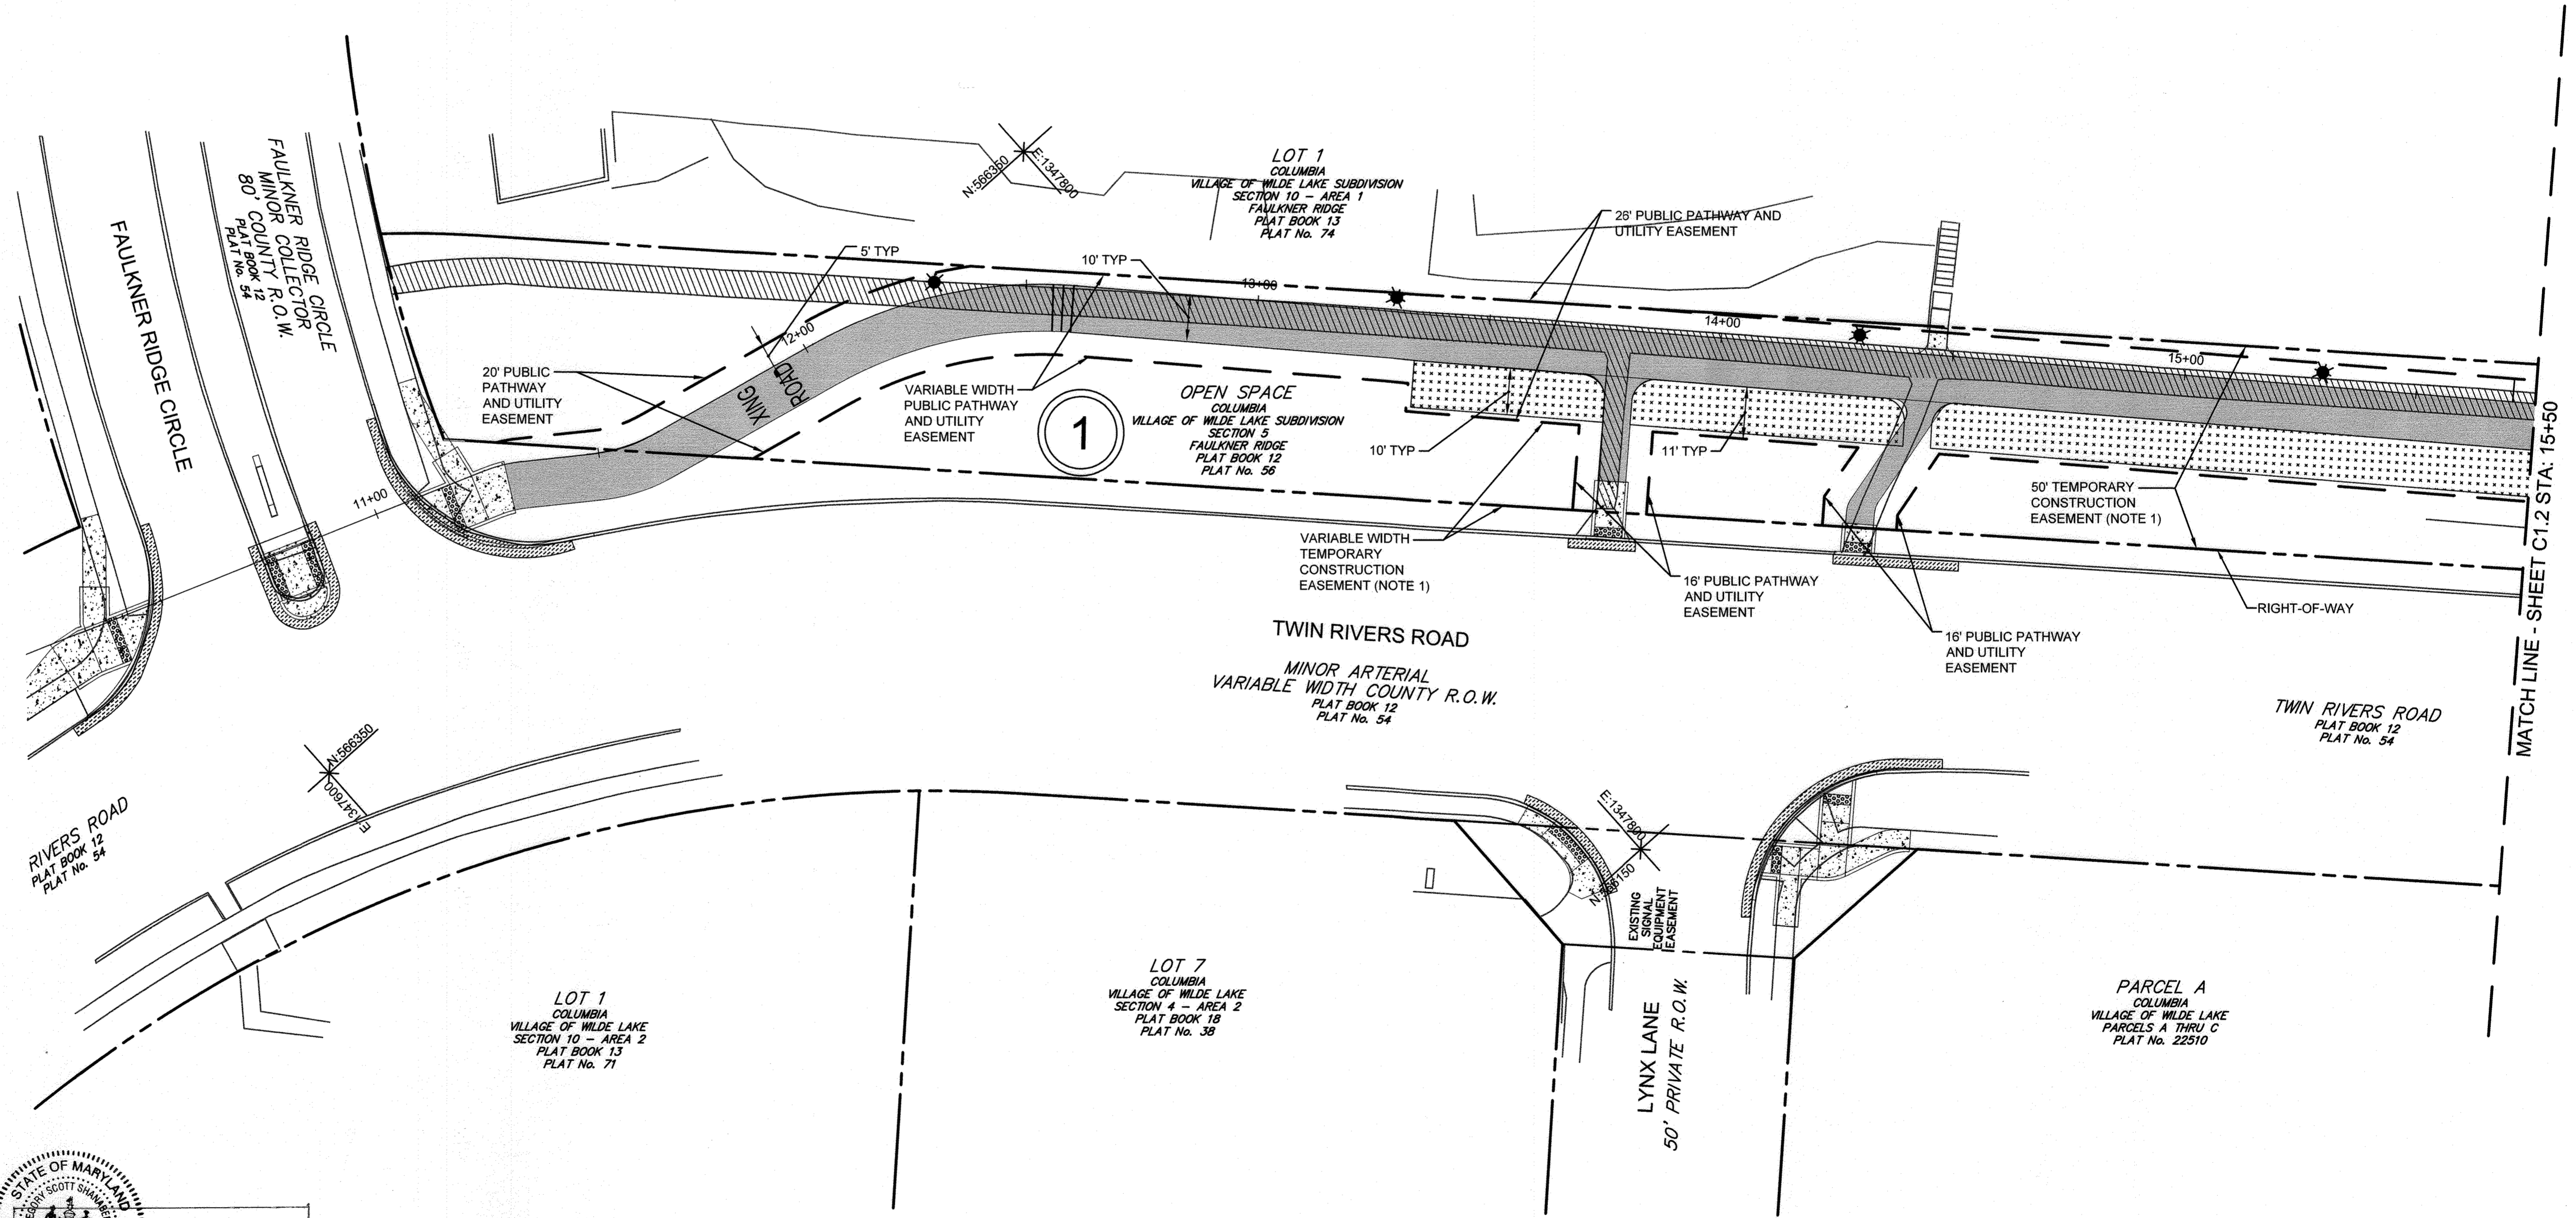 FAULKNER RIDGE CIRCLE
FAULKNER RIDGE CIRCLE
MINOR COLLECTOR
80' COUNTY R.O.W.
PLAT BOOK 12
PLAT No. 54
N:566350
E:1347800
LOT 1
COLUMBIA
VILLAGE OF WILDE LAKE SUBDIVISION
SECTION 10 – AREA 1
FAULKNER RIDGE
PLAT BOOK 13
PLAT No. 74
26' PUBLIC PATHWAY AND
UTILITY EASEMENT
5' TYP
10' TYP
11+00
12+00
13+00
14+00
15+00
XING
ROAD
20' PUBLIC
PATHWAY
AND UTILITY
EASEMENT
VARIABLE WIDTH
PUBLIC PATHWAY
AND UTILITY
EASEMENT
1
OPEN SPACE
COLUMBIA
VILLAGE OF WILDE LAKE SUBDIVISION
SECTION 5
FAULKNER RIDGE
PLAT BOOK 12
PLAT No. 56
10' TYP
11' TYP
VARIABLE WIDTH
TEMPORARY
CONSTRUCTION
EASEMENT (NOTE 1)
16' PUBLIC PATHWAY
AND UTILITY
EASEMENT
16' PUBLIC PATHWAY
AND UTILITY
EASEMENT
50' TEMPORARY
CONSTRUCTION
EASEMENT (NOTE 1)
RIGHT-OF-WAY
MATCH LINE - SHEET C1.2 STA: 15+50
TWIN RIVERS ROAD
MINOR ARTERIAL
VARIABLE WIDTH COUNTY R.O.W.
PLAT BOOK 12
PLAT No. 54
TWIN RIVERS ROAD
PLAT BOOK 12
PLAT No. 54
N:566350
E:1347600
RIVERS ROAD
PLAT BOOK 12
PLAT No. 54
E:1347800
N:566150
EXISTING
SIGNAL
EQUIPMENT
EASEMENT
LYNX LANE
50' PRIVATE R.O.W.
LOT 1
COLUMBIA
VILLAGE OF WILDE LAKE
SECTION 10 – AREA 2
PLAT BOOK 13
PLAT No. 71
LOT 7
COLUMBIA
VILLAGE OF WILDE LAKE
SECTION 4 – AREA 2
PLAT BOOK 18
PLAT No. 38
PARCEL A
COLUMBIA
VILLAGE OF WILDE LAKE
PARCELS A THRU C
PLAT No. 22510
STATE OF MARYLAND
SCOTT